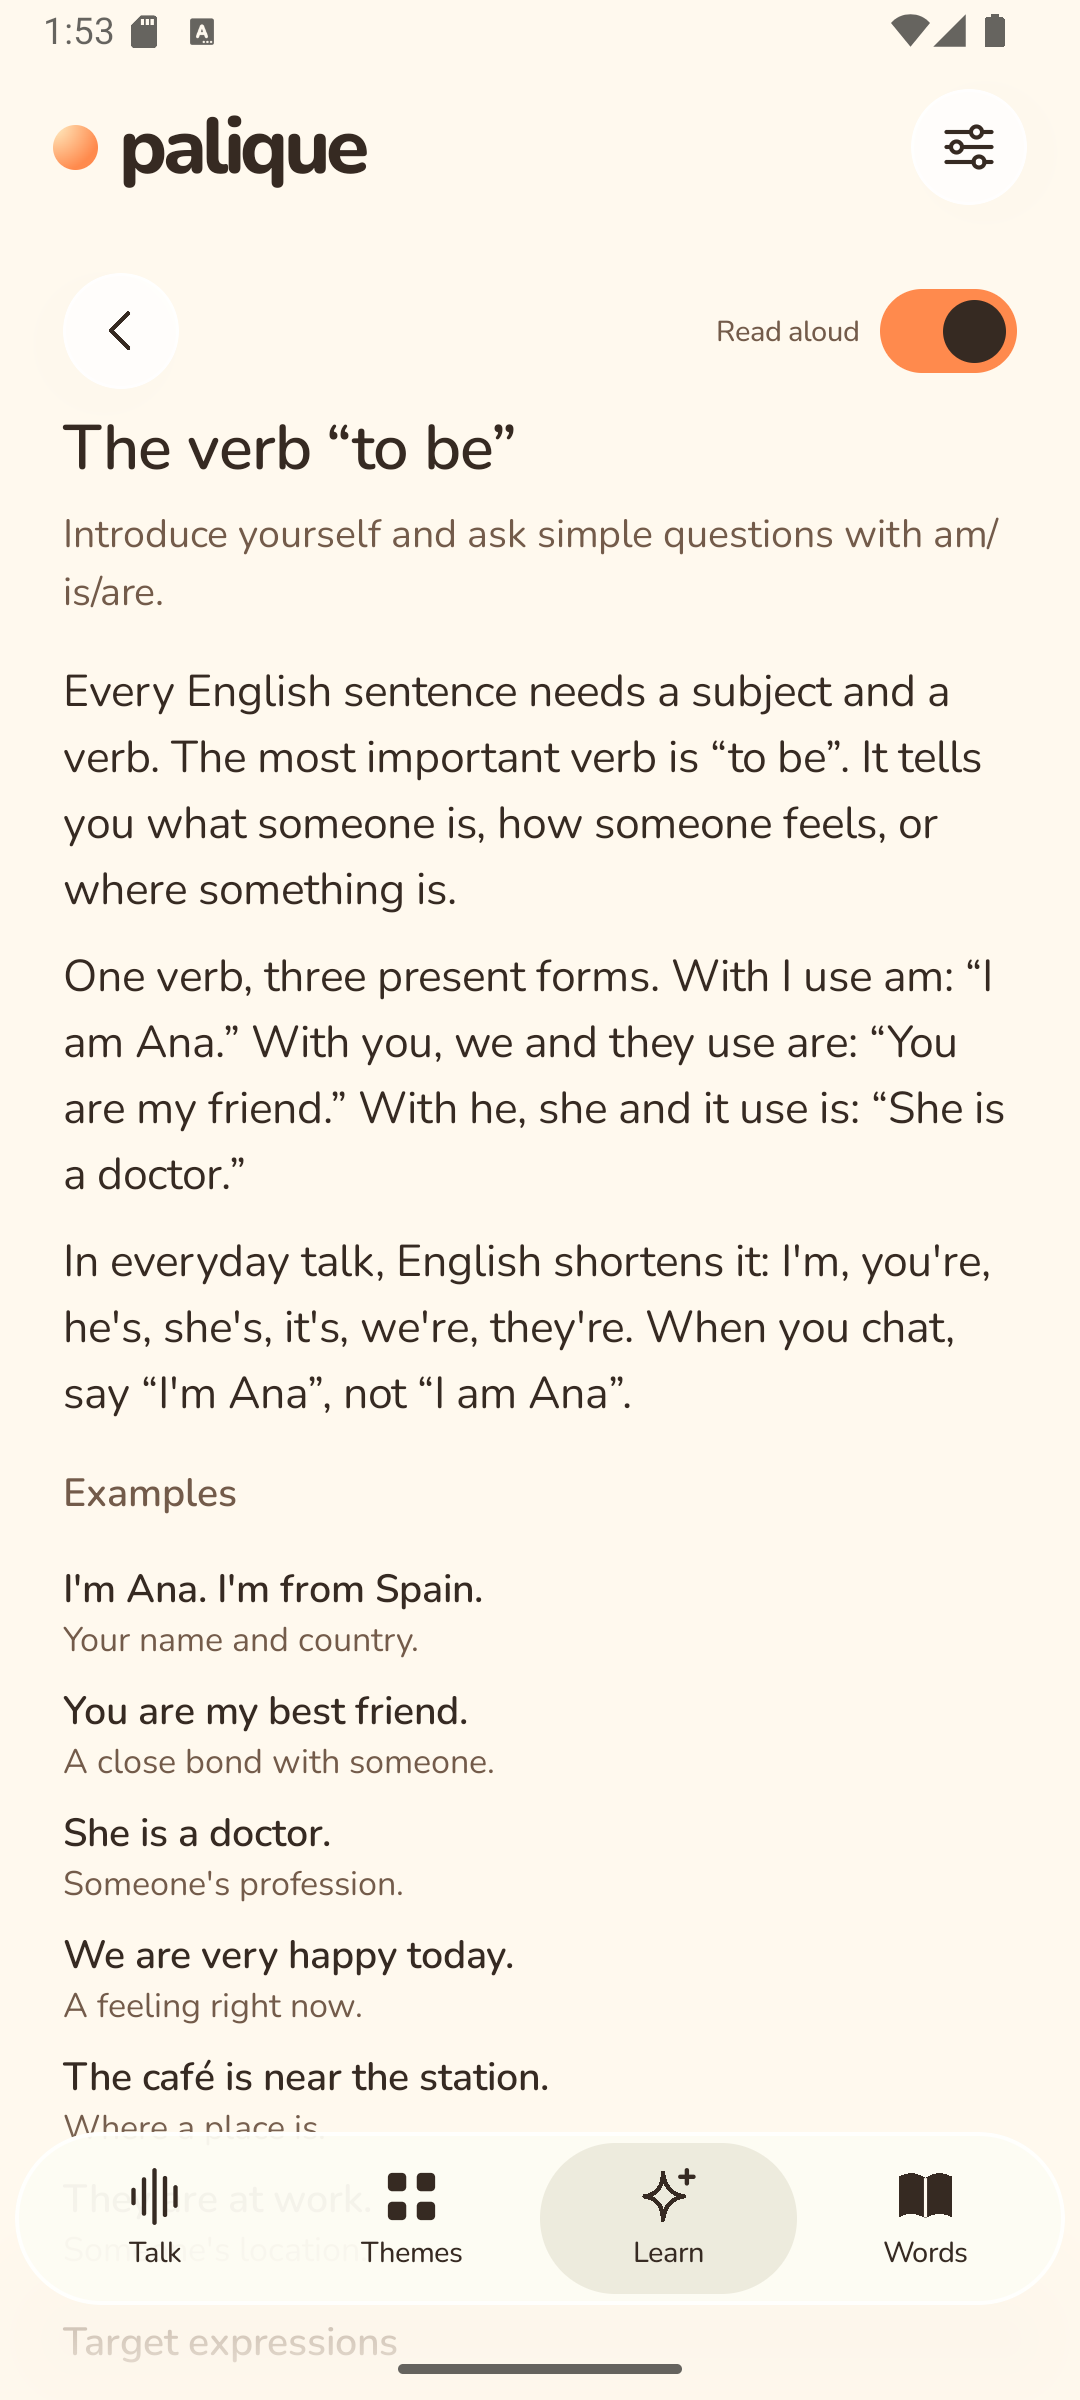 1:53
palique
Read aloud
The verb “to be”
Introduce yourself and ask simple questions with am/
is/are.
Every English sentence needs a subject and a
verb. The most important verb is “to be”. It tells
you what someone is, how someone feels, or
where something is.
One verb, three present forms. With I use am: “I
am Ana.” With you, we and they use are: “You
are my friend.” With he, she and it use is: “She is
a doctor.”
In everyday talk, English shortens it: I'm, you're,
he's, she's, it's, we're, they're. When you chat,
say “I'm Ana”, not “I am Ana”.
Examples
I'm Ana. I'm from Spain.
Your name and country.
You are my best friend.
A close bond with someone.
She is a doctor.
Someone's profession.
We are very happy today.
A feeling right now.
The café is near the station.
Where a place is.
They are at work.
Someone's location.
Talk
Themes
Learn
Words
Target expressions